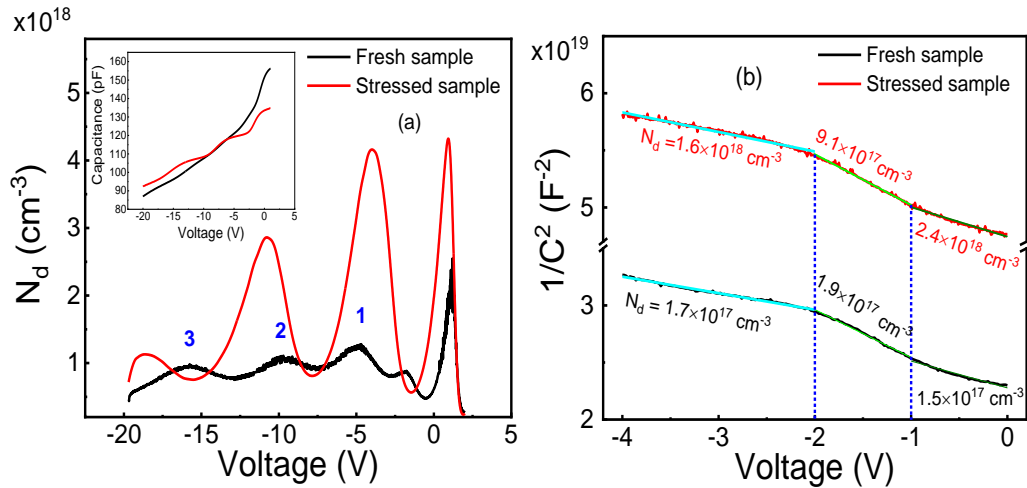 ×10^18
5
4
3
2
1
N_d (cm^-3)
-20
-15
-10
-5
0
5
Voltage (V)
Fresh sample
Stressed sample
(a)
3
2
1
Capacitance (pF)
160
150
140
130
120
110
100
90
80
-20
-15
-10
-5
0
5
Voltage (V)
x10^19
6
5
3
2
1/C^2 (F^-2)
-4
-3
-2
-1
0
Voltage (V)
(b)
Fresh sample
Stressed sample
N_d = 1.6×10^18 cm^-3
9.1×10^17 cm^-3
2.4×10^18 cm^-3
N_d = 1.7×10^17 cm^-3
1.9×10^17 cm^-3
1.5×10^17 cm^-3